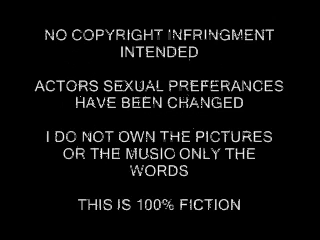 NO COPYRIGHT INFRINGMENT
INTENDED
ACTORS SEXUAL PREFERANCES
HAVE BEEN CHANGED
I DO NOT OWN THE PICTURES
OR THE MUSIC ONLY THE
WORDS
THIS IS 100% FICTION